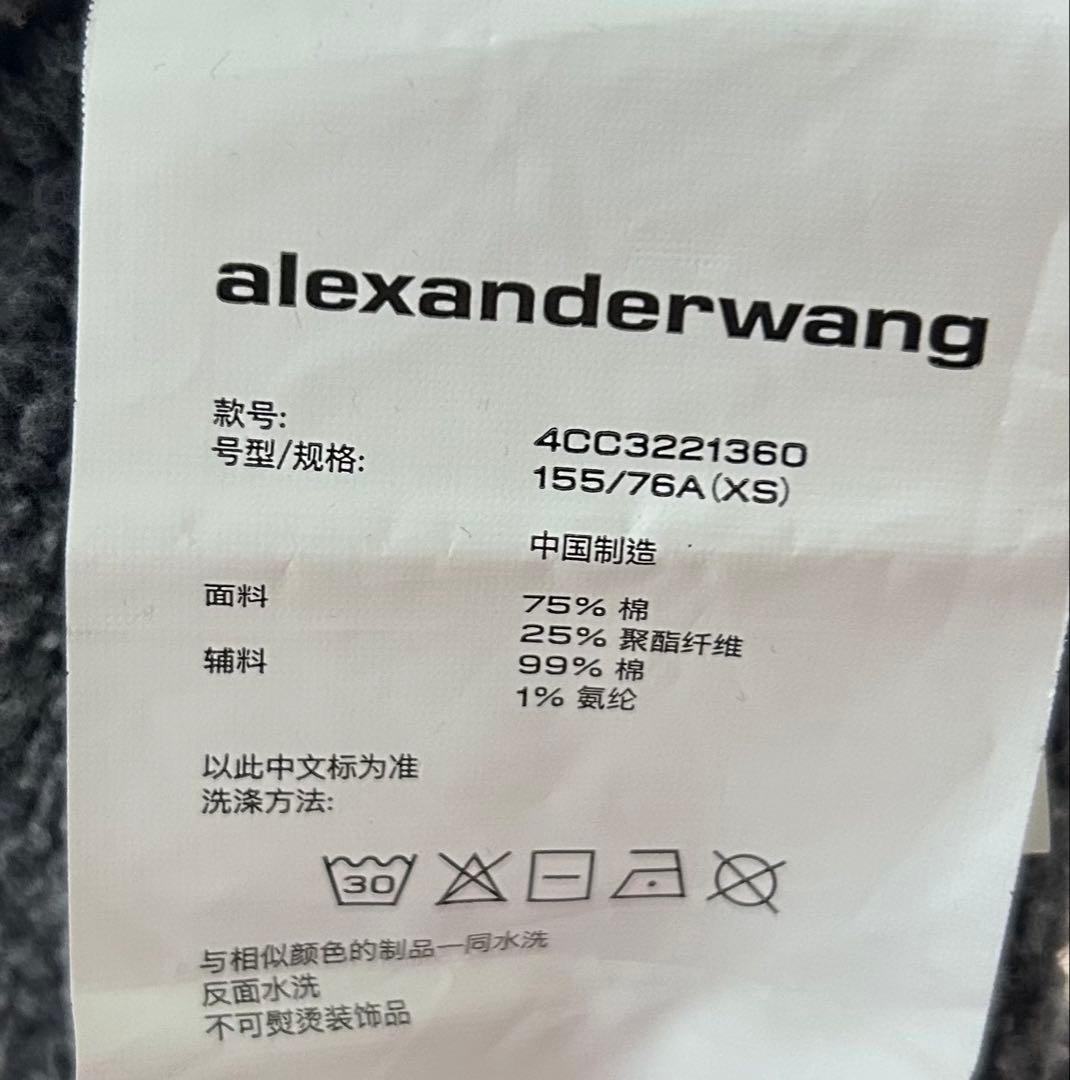 alexanderwang
款号: 4CC3221360
号型/规格: 155/76A(XS)
中国制造
面料 75% 棉
25% 聚酯纤维
辅料 99% 棉
1% 氨纶
以此中文标为准
洗涤方法:
30
与相似颜色的制品一同水洗
反面水洗
不可熨烫装饰品